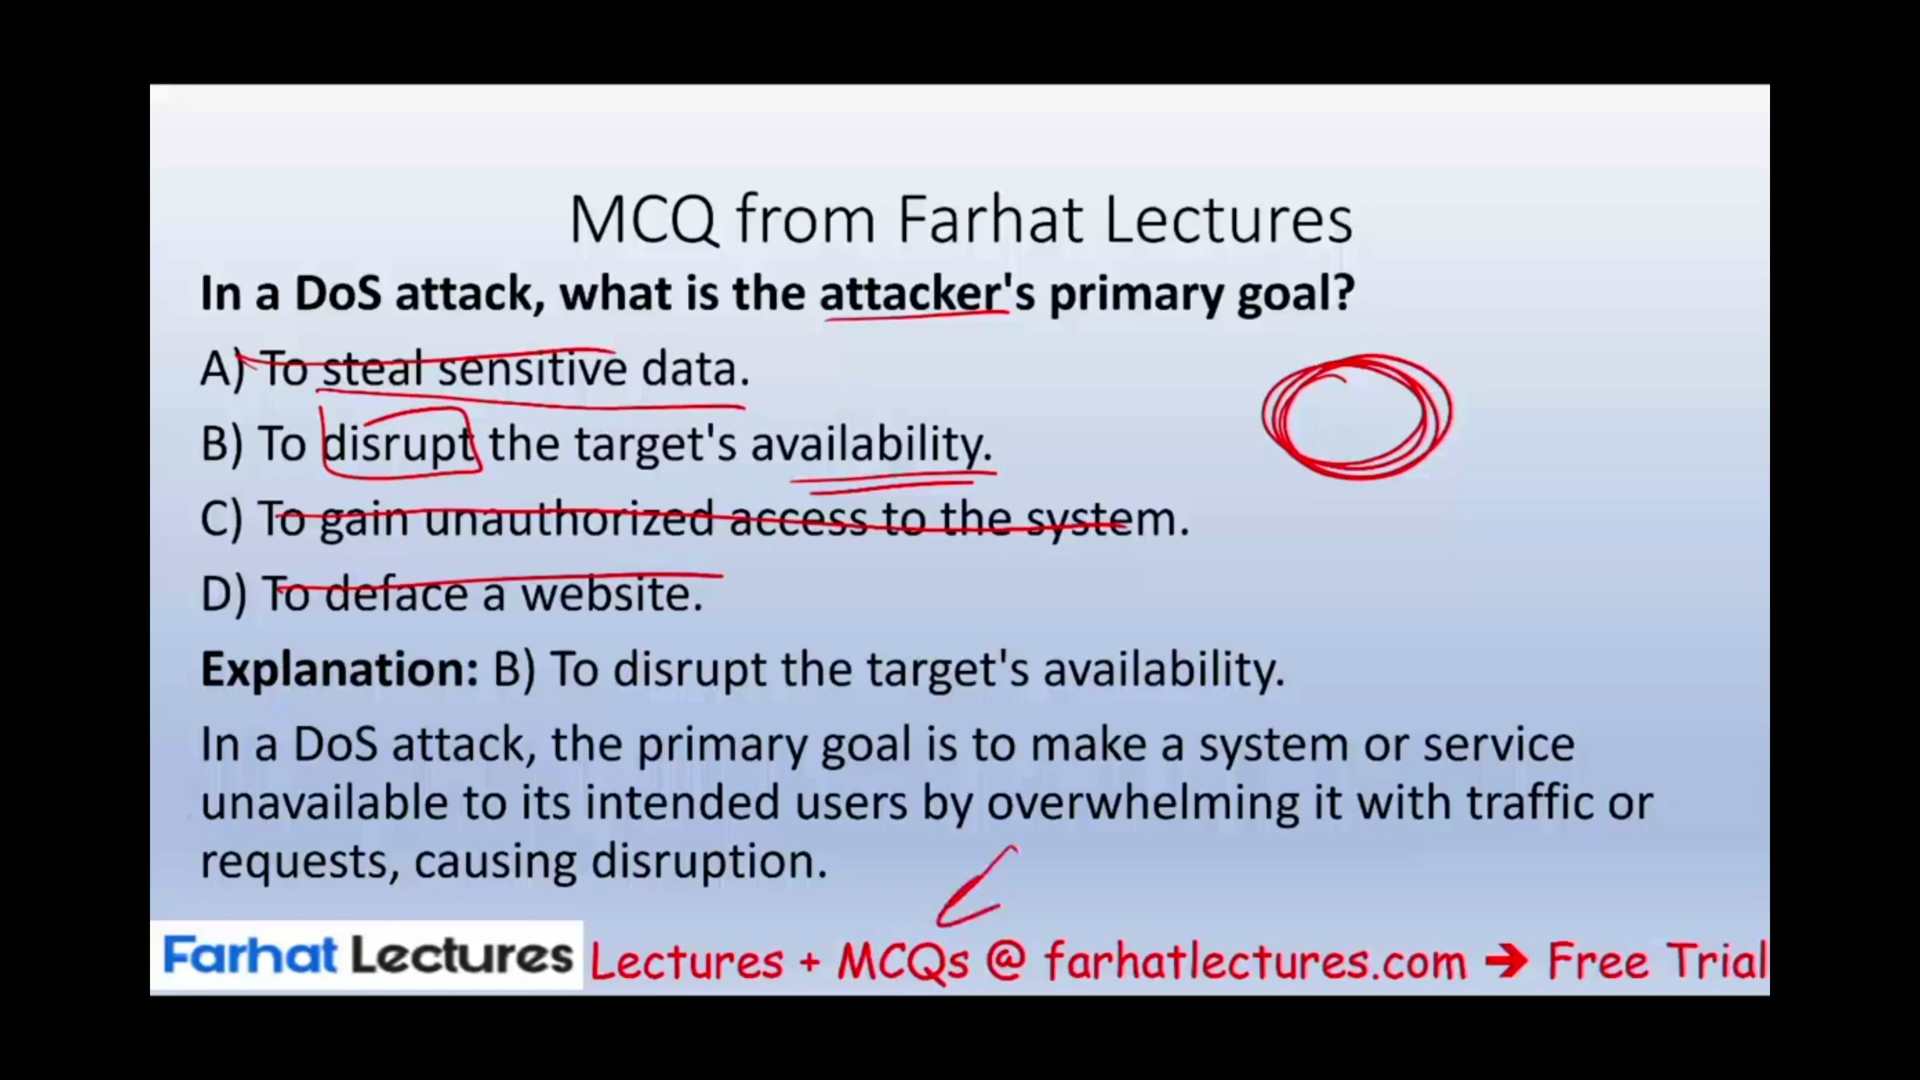 MCQ from Farhat Lectures
In a DoS attack, what is the attacker's primary goal?
A) To steal sensitive data.
B) To disrupt the target's availability.
C) To gain unauthorized access to the system.
D) To deface a website.
Explanation: B) To disrupt the target's availability.
In a DoS attack, the primary goal is to make a system or service
unavailable to its intended users by overwhelming it with traffic or
requests, causing disruption.
Farhat Lectures Lectures + MCQs @ farhatlectures.com → Free Trial